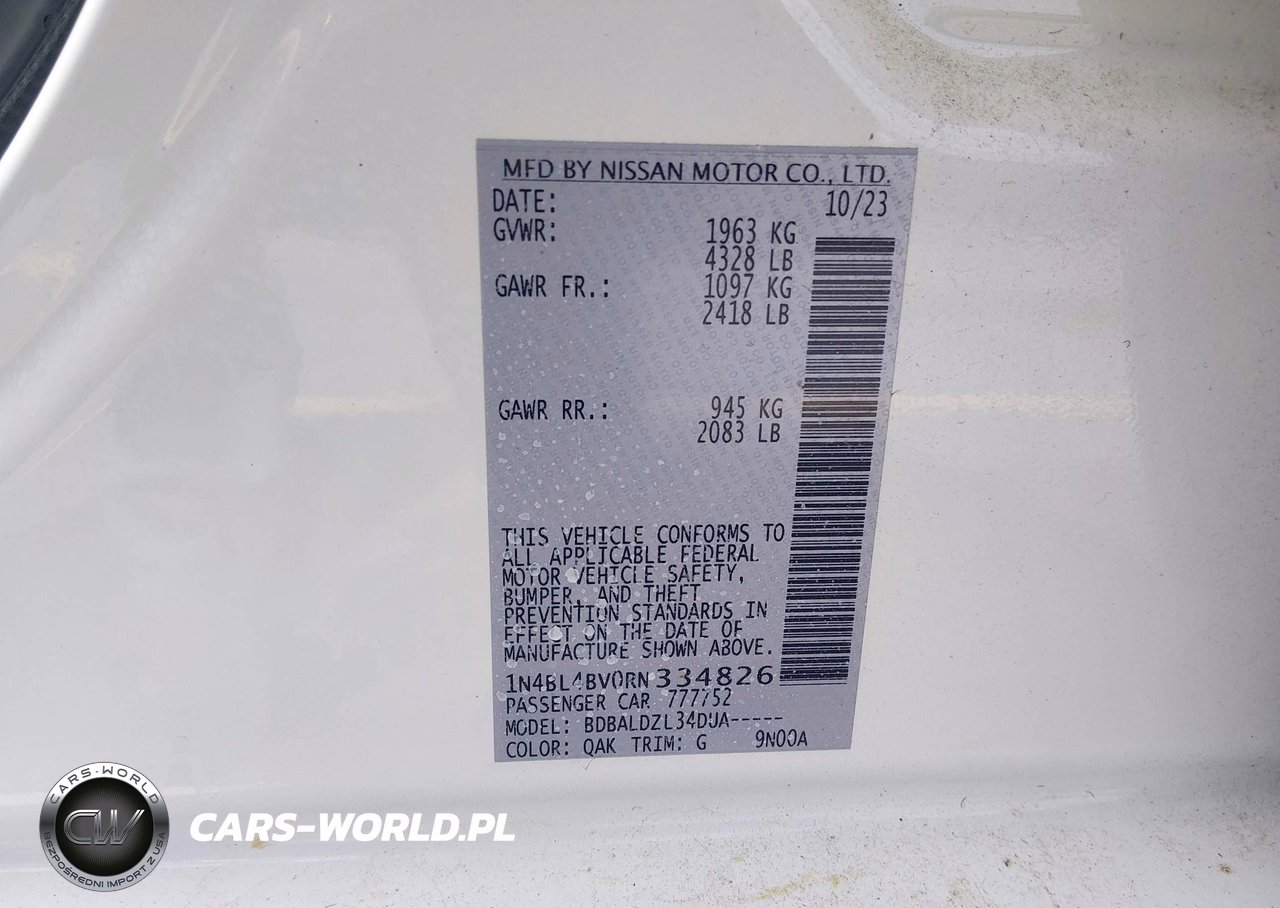 MFD BY NISSAN MOTOR CO., LTD.
DATE: 10/23
GVWR: 1963 KG
4328 LB
GAWR FR.: 1097 KG
2418 LB
GAWR RR.: 945 KG
2083 LB
THIS VEHICLE CONFORMS TO
ALL APPLICABLE FEDERAL
MOTOR VEHICLE SAFETY,
BUMPER, AND THEFT
PREVENTION STANDARDS IN
EFFECT ON THE DATE OF
MANUFACTURE SHOWN ABOVE.
1N4BL4BV0RN334826
PASSENGER CAR 777752
MODEL: BDBALDZL34DUA-----
COLOR: QAK TRIM: G 9N00A
CARS-WORLD
CW
BEZPOŚREDNI IMPORT Z USA
CARS-WORLD.PL